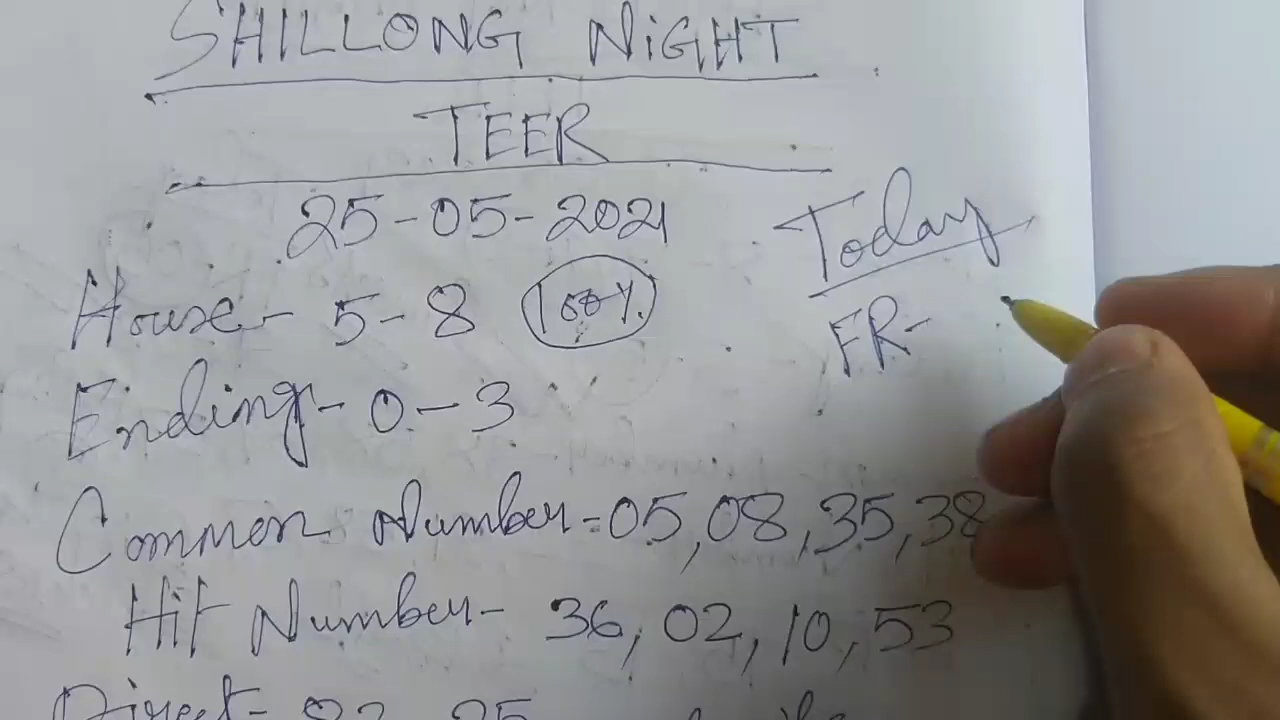 SHILLONG NiGHT
TEER
25-05-2021
House- 5-8 100%.
Ending- 0-3
Common Number-05,08,35,38
Hit Number- 36, 02, 10, 53
Direct-
Today
FR-